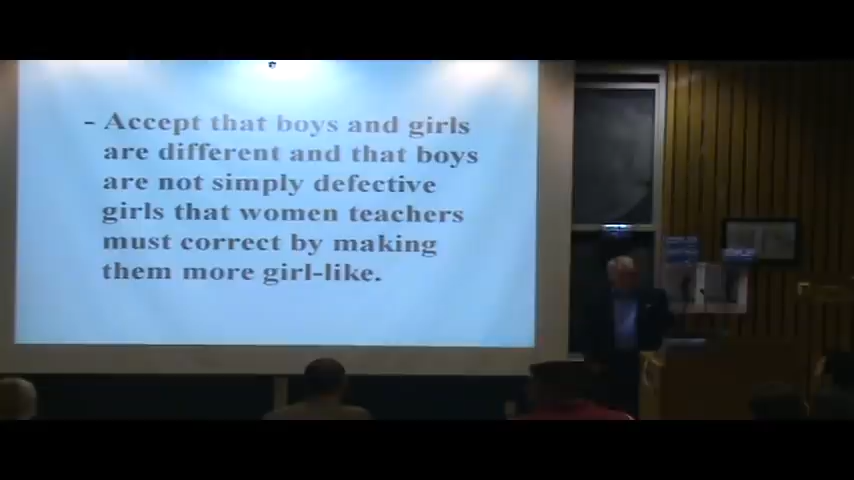 - Accept that boys and girls
are different and that boys
are not simply defective
girls that women teachers
must correct by making
them more girl-like.